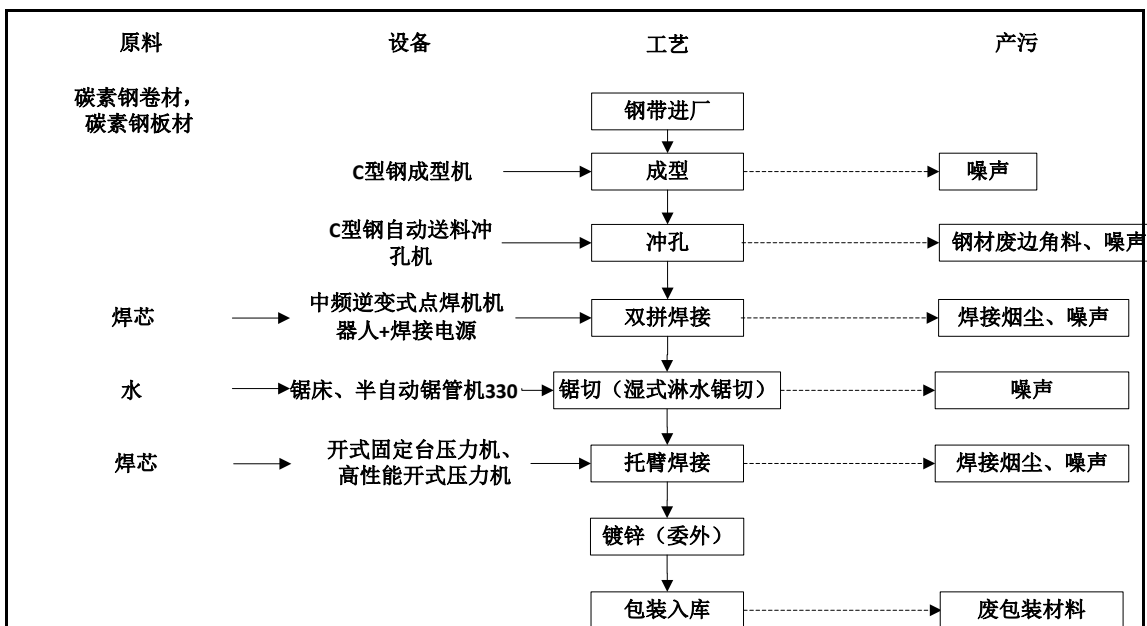 原料 设备 工艺 产污
碳素钢卷材，
碳素钢板材
钢带进厂
C型钢成型机 成型 噪声
C型钢自动送料冲
孔机
冲孔 钢材废边角料、噪声
焊芯
中频逆变式点焊机机
器人+焊接电源
双拼焊接 焊接烟尘、噪声
水 锯床、半自动锯管机330 锯切（湿式淋水锯切） 噪声
焊芯
开式固定台压力机、
高性能开式压力机
托臂焊接 焊接烟尘、噪声
镀锌（委外）
包装入库 废包装材料